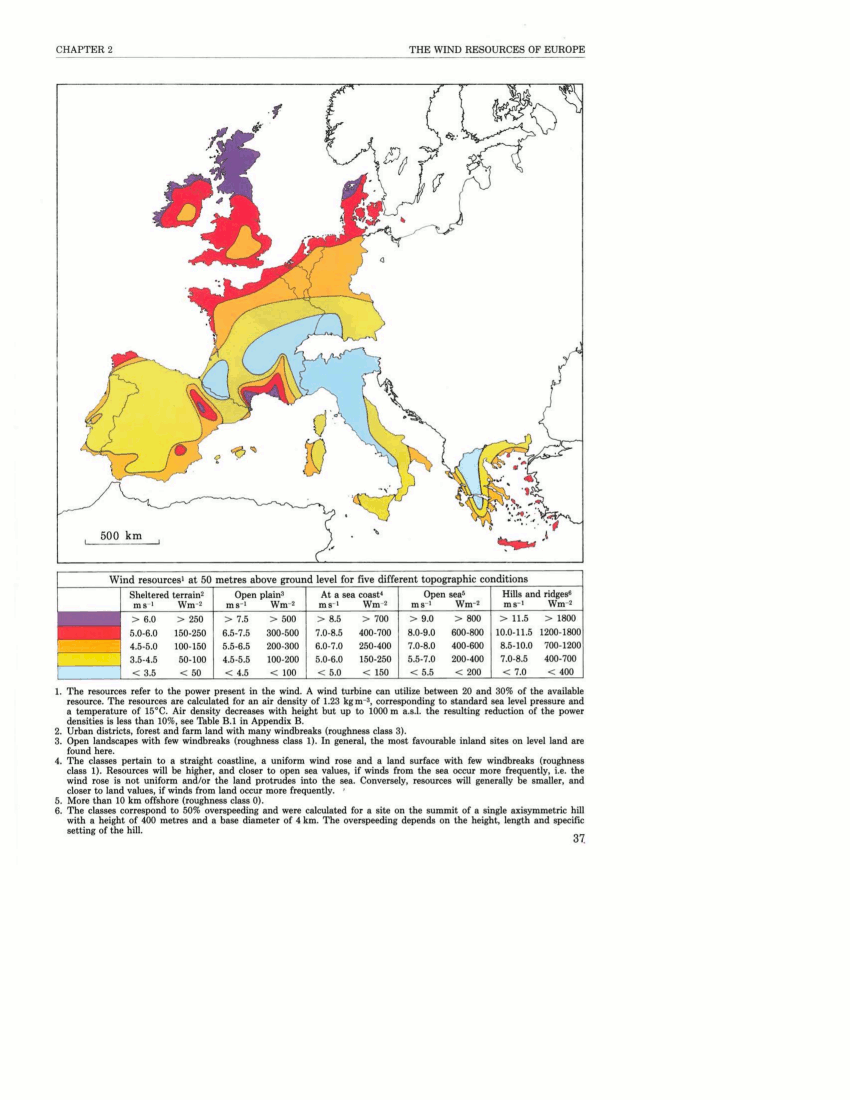 CHAPTER 2 THE WIND RESOURCES OF EUROPE
500 km
Wind resources¹ at 50 metres above ground level for five different topographic conditions
Sheltered terrain² Open plain³ At a sea coast⁴ Open sea⁵ Hills and ridges⁶
m s⁻¹ Wm⁻² m s⁻¹ Wm⁻² m s⁻¹ Wm⁻² m s⁻¹ Wm⁻² m s⁻¹ Wm⁻²
> 6.0 > 250 > 7.5 > 500 > 8.5 > 700 > 9.0 > 800 > 11.5 > 1800
5.0-6.0 150-250 6.5-7.5 300-500 7.0-8.5 400-700 8.0-9.0 600-800 10.0-11.5 1200-1800
4.5-5.0 100-150 5.5-6.5 200-300 6.0-7.0 250-400 7.0-8.0 400-600 8.5-10.0 700-1200
3.5-4.5 50-100 4.5-5.5 100-200 5.0-6.0 150-250 5.5-7.0 200-400 7.0-8.5 400-700
< 3.5 < 50 < 4.5 < 100 < 5.0 < 150 < 5.5 < 200 < 7.0 < 400
1. The resources refer to the power present in the wind. A wind turbine can utilize between 20 and 30% of the available
resource. The resources are calculated for an air density of 1.23 kg m⁻³, corresponding to standard sea level pressure and
a temperature of 15°C. Air density decreases with height but up to 1000 m a.s.l. the resulting reduction of the power
densities is less than 10%, see Table B.1 in Appendix B.
2. Urban districts, forest and farm land with many windbreaks (roughness class 3).
3. Open landscapes with few windbreaks (roughness class 1). In general, the most favourable inland sites on level land are
found here.
4. The classes pertain to a straight coastline, a uniform wind rose and a land surface with few windbreaks (roughness
class 1). Resources will be higher, and closer to open sea values, if winds from the sea occur more frequently, i.e. the
wind rose is not uniform and/or the land protrudes into the sea. Conversely, resources will generally be smaller, and
closer to land values, if winds from land occur more frequently.
5. More than 10 km offshore (roughness class 0).
6. The classes correspond to 50% overspeeding and were calculated for a site on the summit of a single axisymmetric hill
with a height of 400 metres and a base diameter of 4 km. The overspeeding depends on the height, length and specific
setting of the hill.
37